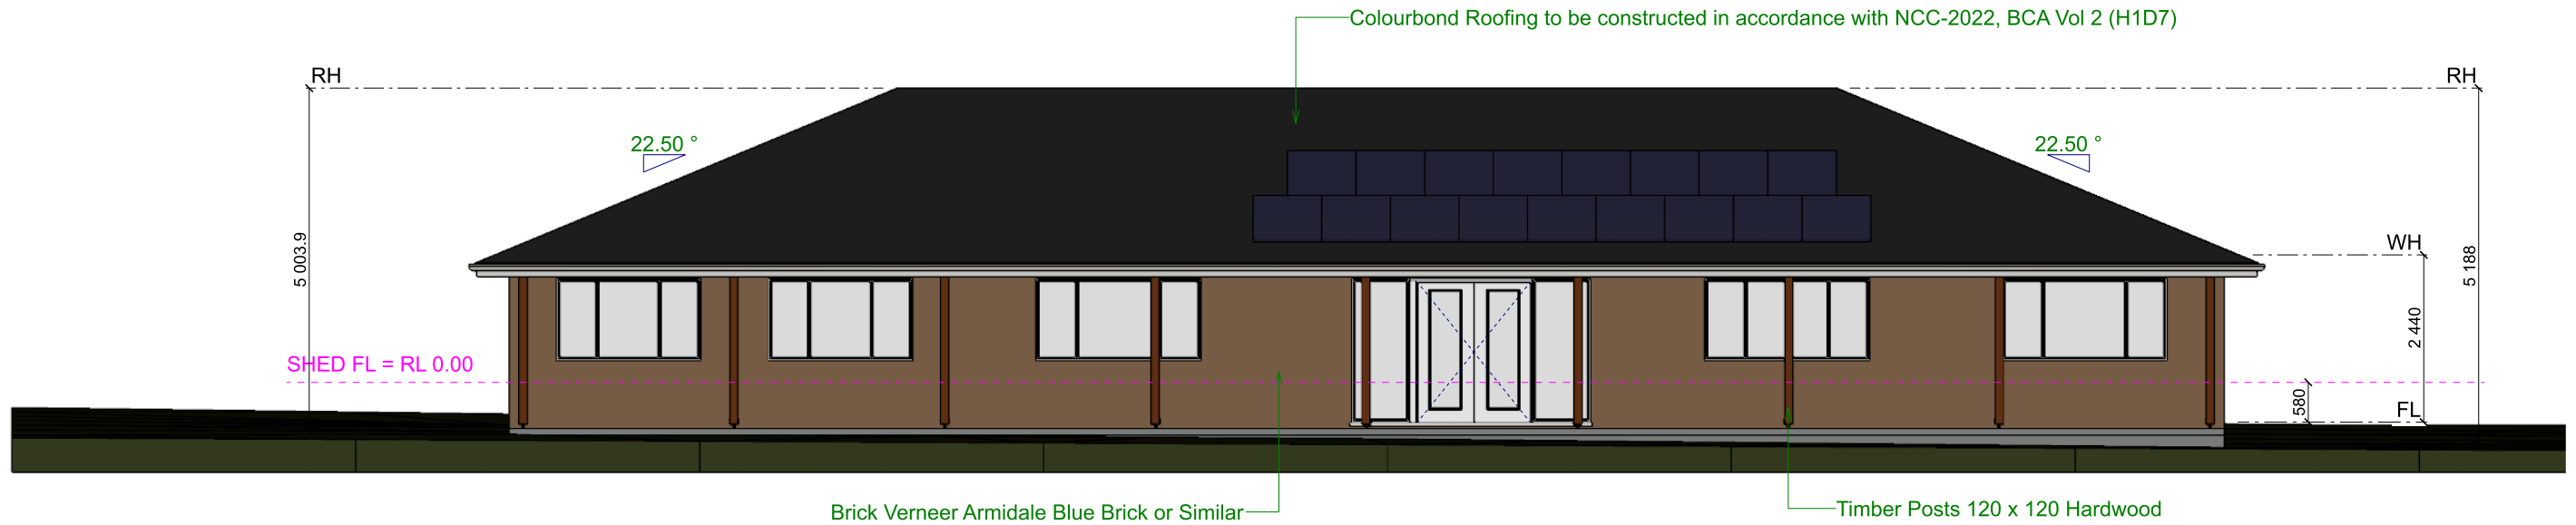 Colourbond Roofing to be constructed in accordance with NCC-2022, BCA Vol 2 (H1D7)
RH
RH
22.50 °
22.50 °
5 003.9
WH
5 188
2 440
SHED FL = RL 0.00
580
FL
Brick Verneer Armidale Blue Brick or Similar
Timber Posts 120 x 120 Hardwood